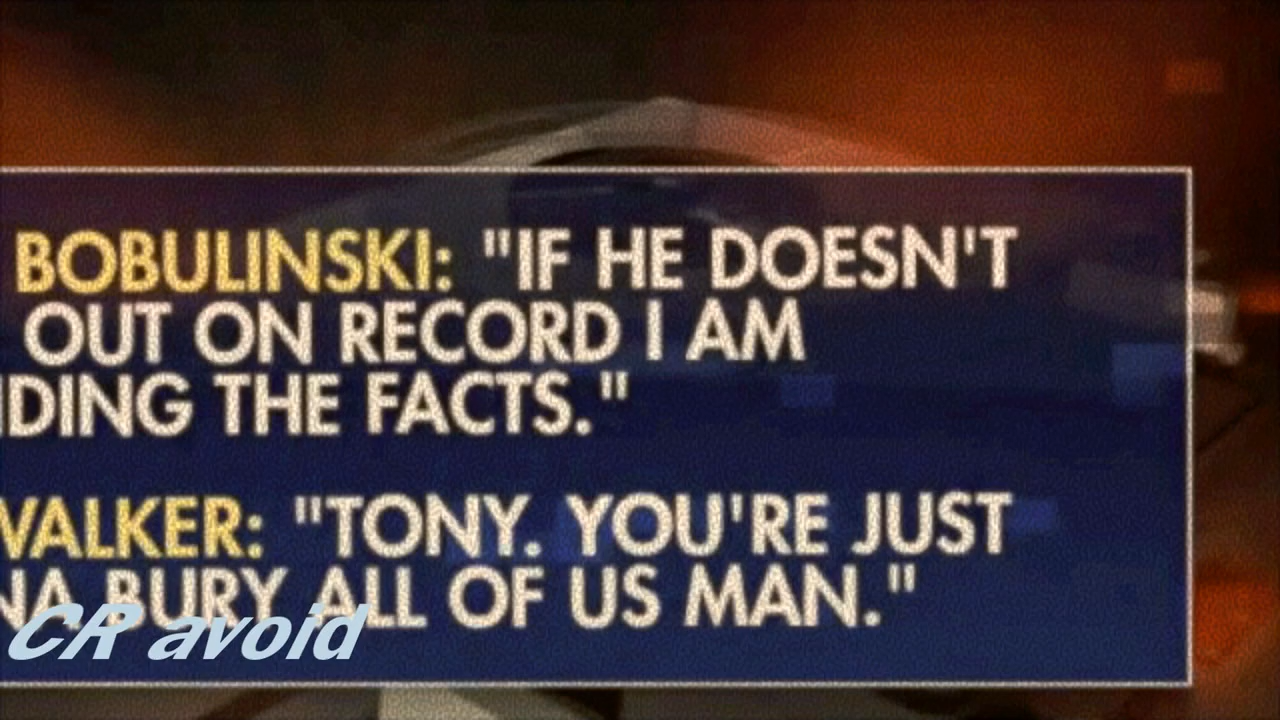 BOBULINSKI: "IF HE DOESN'T
OUT ON RECORD I AM
DING THE FACTS."
WALKER: "TONY. YOU'RE JUST
NA BURY ALL OF US MAN."
CR avoid